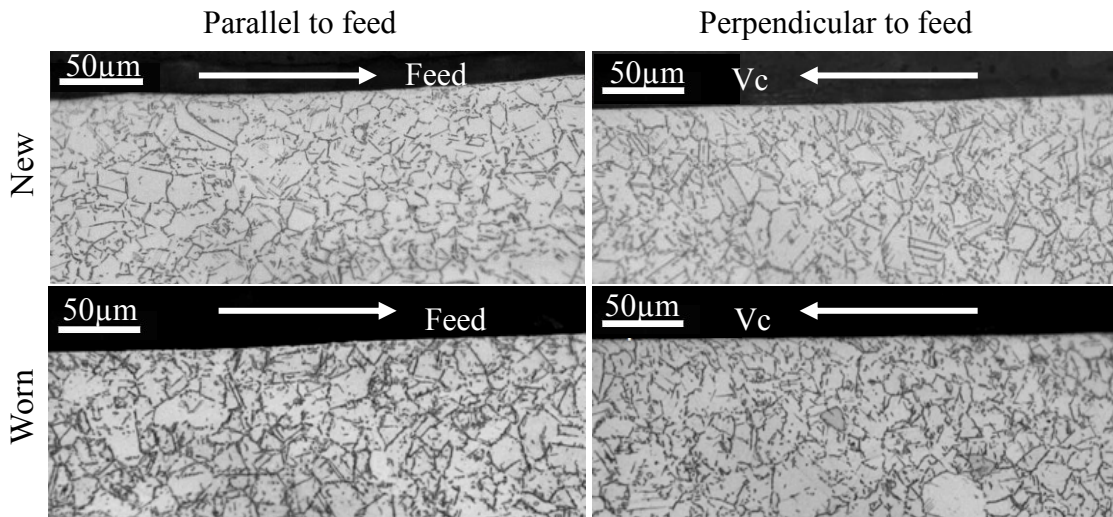 Parallel to feed
Perpendicular to feed
New
50µm
Feed
50µm
Vc
Worn
50µm
Feed
50µm
Vc